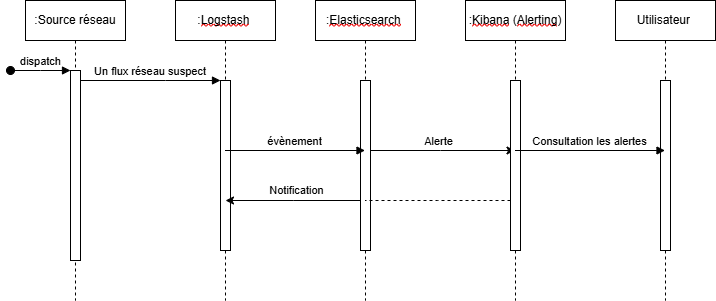 :Source réseau
:Logstash
:Elasticsearch
:Kibana (Alerting)
Utilisateur
dispatch
Un flux réseau suspect
évènement
Alerte
Consultation les alertes
Notification